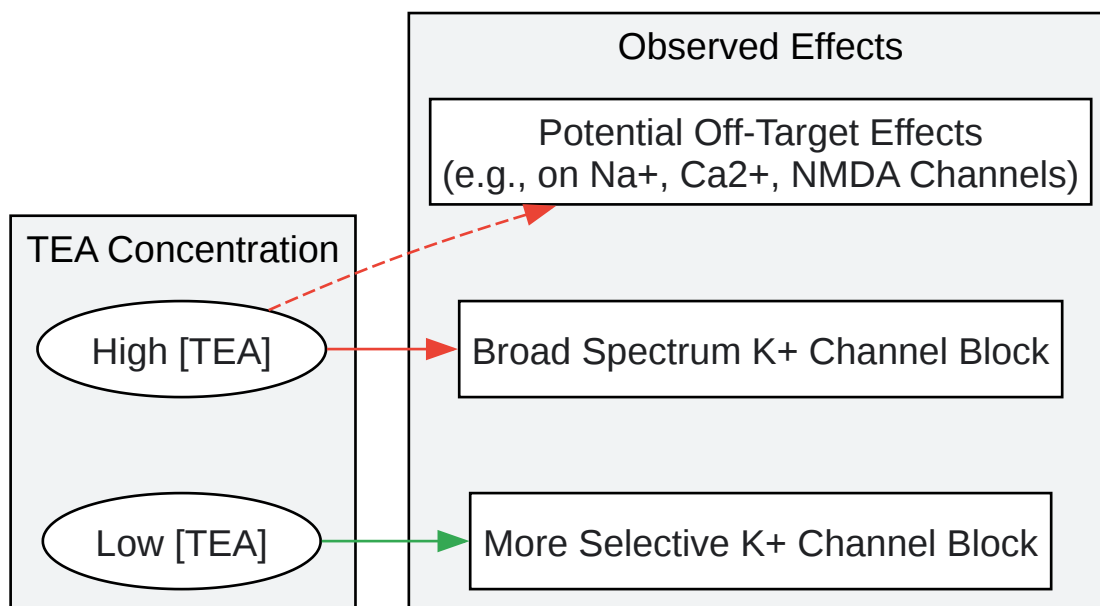 Observed Effects
Potential Off-Target Effects
(e.g., on Na+, Ca2+, NMDA Channels)
TEA Concentration
High [TEA]
Broad Spectrum K+ Channel Block
Low [TEA]
More Selective K+ Channel Block